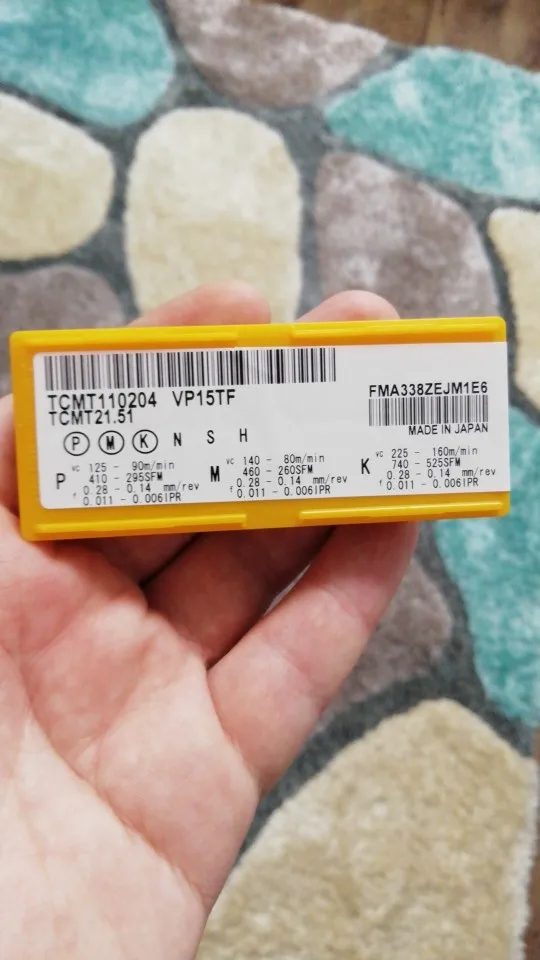 TCMT110204 VP15TF
TCMT21.51
FMA338ZEJM1E6
MADE IN JAPAN
P M K N S H
P
vc 125 - 90m/min
410 - 295SFM
f 0.28 - 0.14 mm/rev
0.011 - 0.006IPR
M
vc 140 - 80m/min
460 - 260SFM
f 0.28 - 0.14 mm/rev
0.011 - 0.006IPR
K
vc 225 - 160m/min
740 - 525SFM
f 0.28 - 0.14 mm/rev
0.011 - 0.006IPR